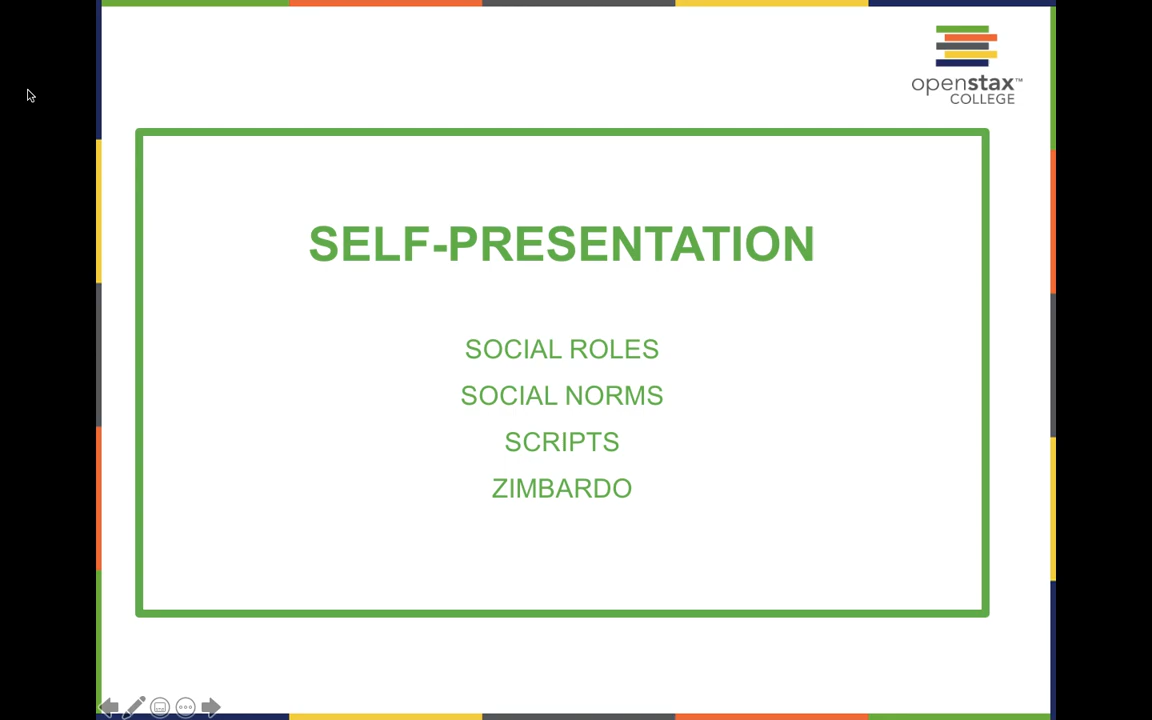 openstax™
COLLEGE
SELF-PRESENTATION
SOCIAL ROLES
SOCIAL NORMS
SCRIPTS
ZIMBARDO